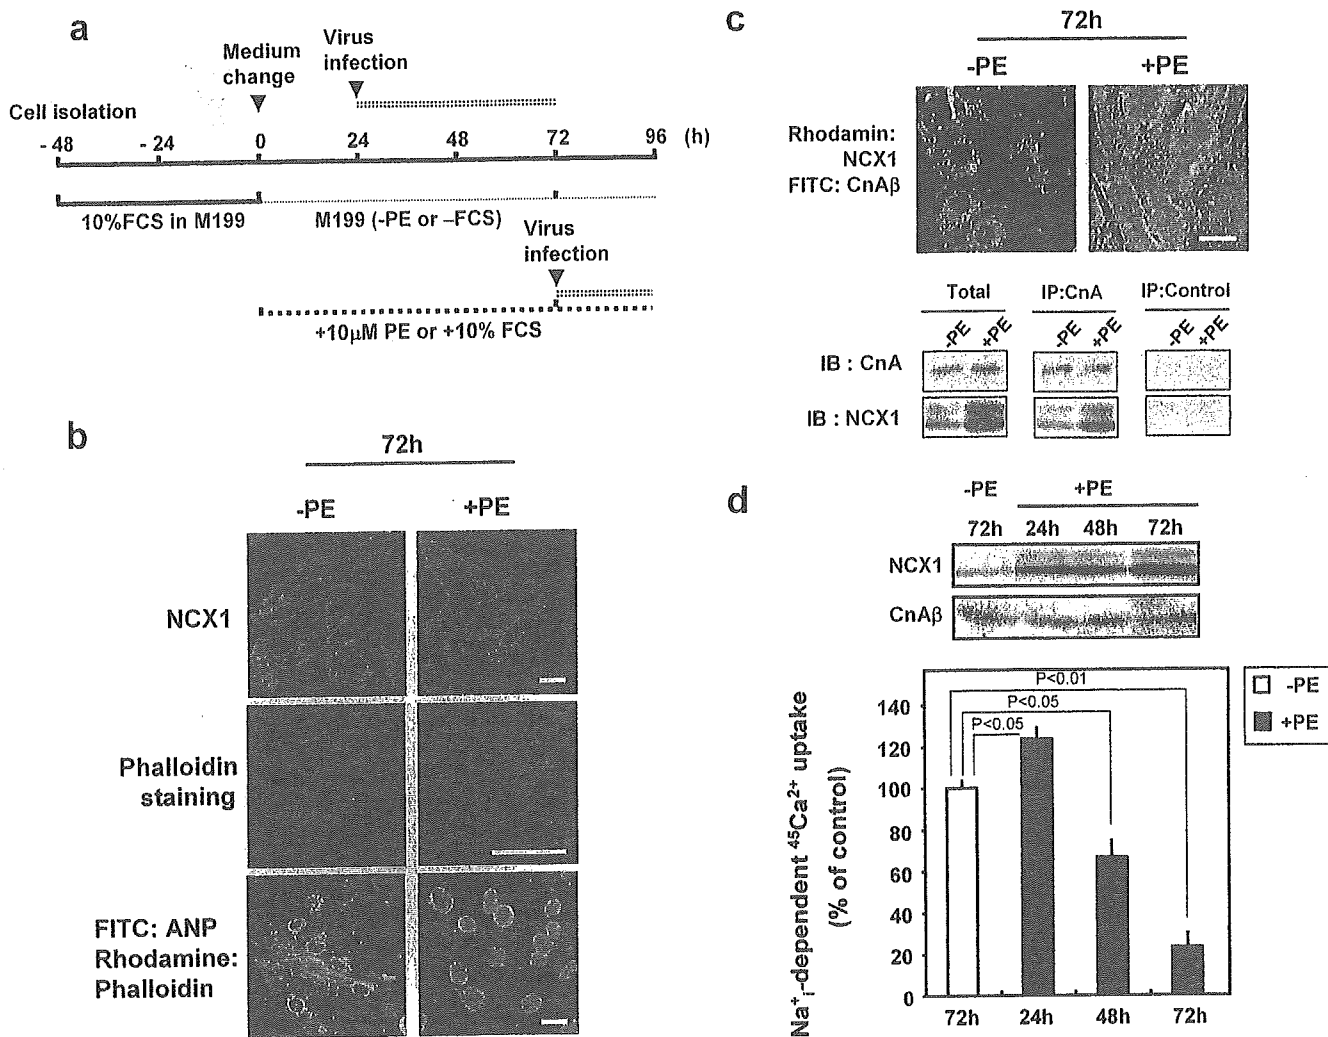 a
Medium
change
Virus
infection
Cell isolation
- 48
- 24
0
24
48
72
96
(h)
10%FCS in M199
M199 (-PE or –FCS)
Virus
infection
+10µM PE or +10% FCS
b
72h
-PE
+PE
NCX1
Phalloidin
staining
FITC: ANP
Rhodamine:
Phalloidin
c
72h
-PE
+PE
Rhodamin:
NCX1
FITC: CnAβ
Total
IP:CnA
IP:Control
-PE
+PE
-PE
+PE
-PE
+PE
IB : CnA
IB : NCX1
d
-PE
+PE
72h
24h
48h
72h
NCX1
CnAβ
Na⁺ᵢ-dependent ⁴⁵Ca²⁺ uptake
(% of control)
140
120
100
80
60
40
20
0
P<0.01
P<0.05
P<0.05
-PE
+PE
72h
24h
48h
72h